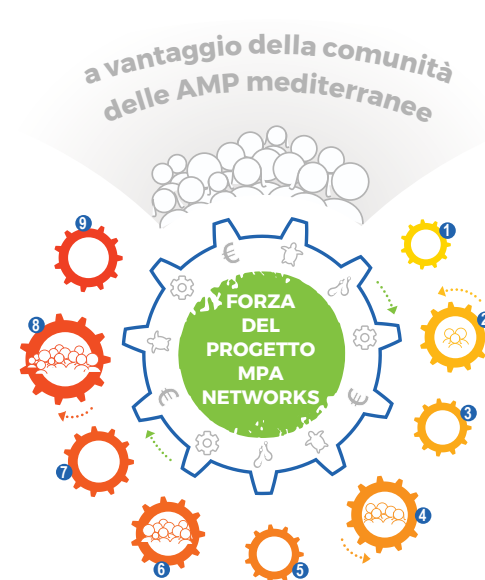 a vantaggio della comunità
delle AMP mediterranee
FORZA
DEL
PROGETTO
MPA
NETWORKS
€
€
€
1
2
3
4
5
6
7
8
9